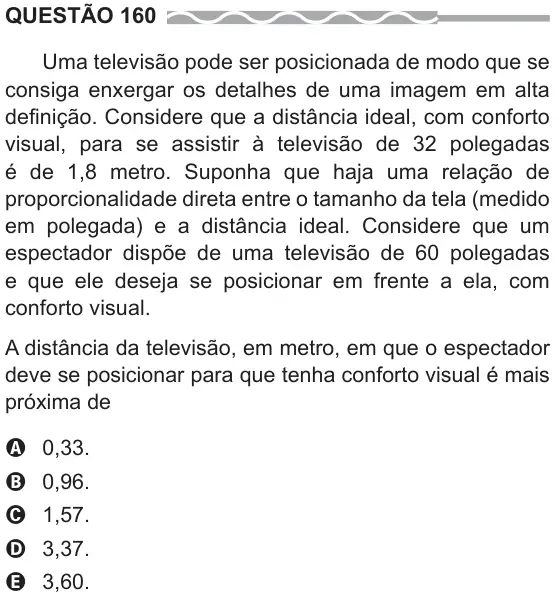 QUESTÃO 160
Uma televisão pode ser posicionada de modo que se
consiga enxergar os detalhes de uma imagem em alta
definição. Considere que a distância ideal, com conforto
visual, para se assistir à televisão de 32 polegadas
é de 1,8 metro. Suponha que haja uma relação de
proporcionalidade direta entre o tamanho da tela (medido
em polegada) e a distância ideal. Considere que um
espectador dispõe de uma televisão de 60 polegadas
e que ele deseja se posicionar em frente a ela, com
conforto visual.
A distância da televisão, em metro, em que o espectador
deve se posicionar para que tenha conforto visual é mais
próxima de
A 0,33.
B 0,96.
C 1,57.
D 3,37.
E 3,60.